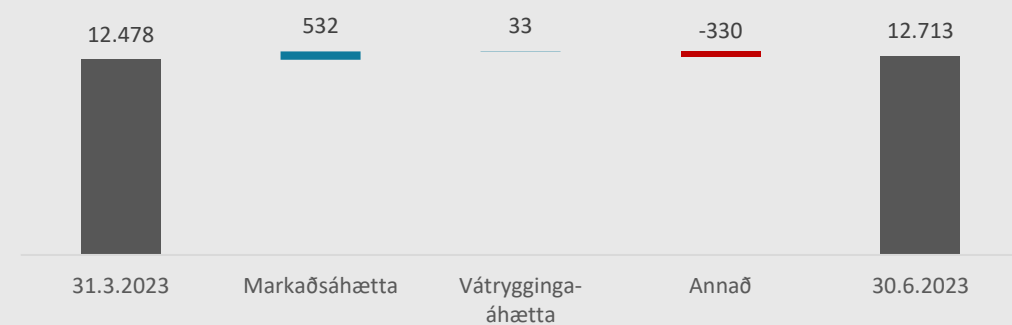 12.478
532
33
-330
12.713
31.3.2023
Markaðsáhætta
Vátrygginga-
áhætta
Annað
30.6.2023